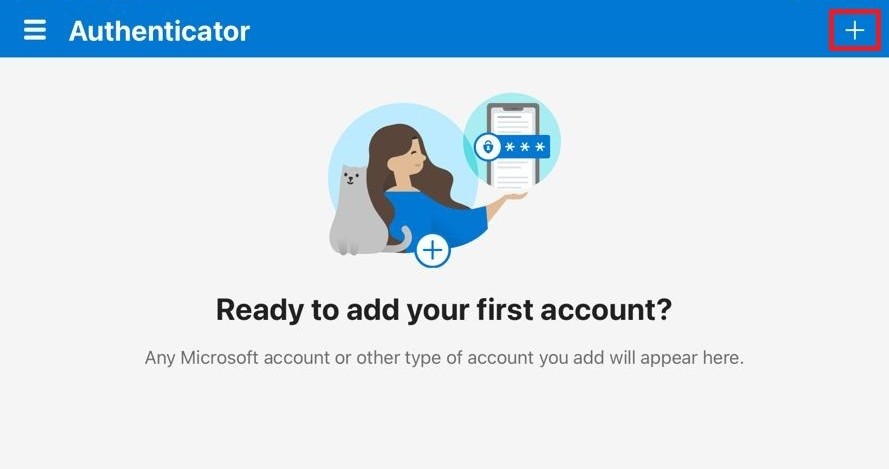 Authenticator
***
Ready to add your first account?
Any Microsoft account or other type of account you add will appear here.